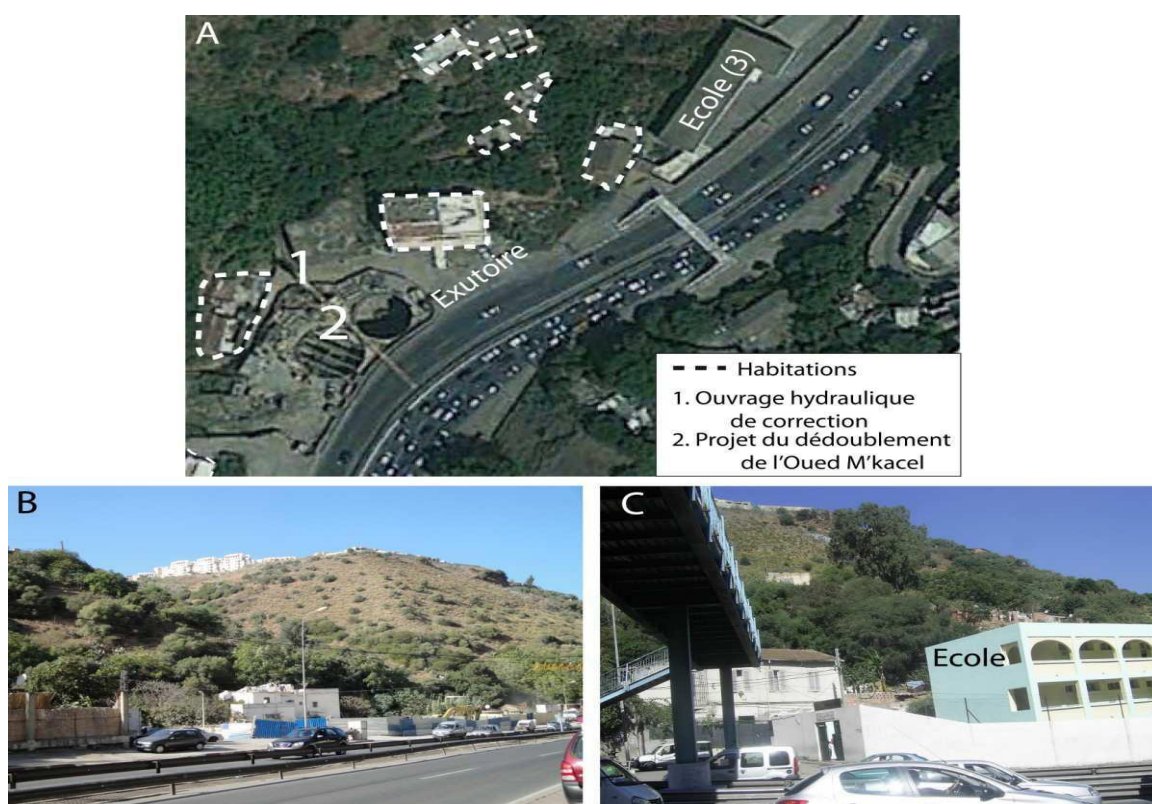 A
Ecole (3)
1
2
Exutoire
Habitations
1. Ouvrage hydraulique
de correction
2. Projet du dédoublement
de l'Oued M'kacel
B
C
Ecole